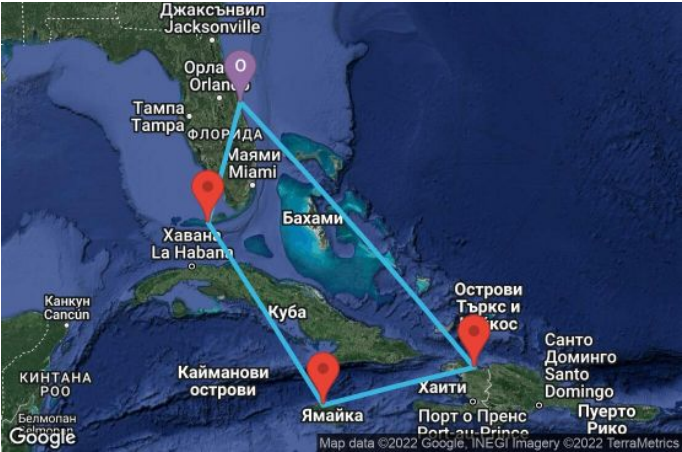 Джаксънвил
Jacksonville
Орла
Orlando
O
Тампа
Tampa
ФЛОРИДА
Маями
Miami
Бахами
Хавана
La Habana
Острови
Търкс и
Канкун
Cancún
Куба
Санто
Доминго
Santo
Domingo
Кайманови
острови
КИНТАНА
РОО
Хаити
Ямайка
Порт о Пренс
Port-au-Prince
Пуерто
Рико
Белмопан
Google
Map data ©2022 Google, INEGI Imagery ©2022 TerraMetrics